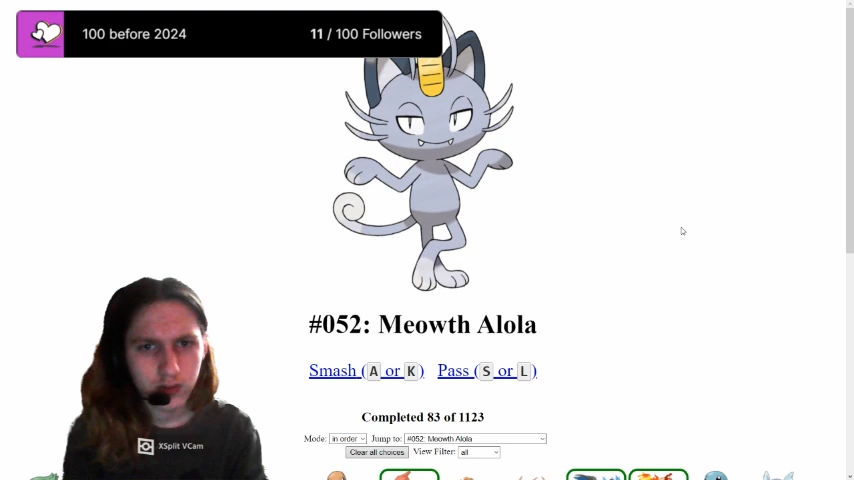 100 before 2024 11 / 100 Followers
#052: Meowth Alola
Smash (A or K) Pass (S or L)
Completed 83 of 1123
Mode: in order Jump to: #052: Meowth Alola
Clear all choices View Filter: all
XSplit VCam